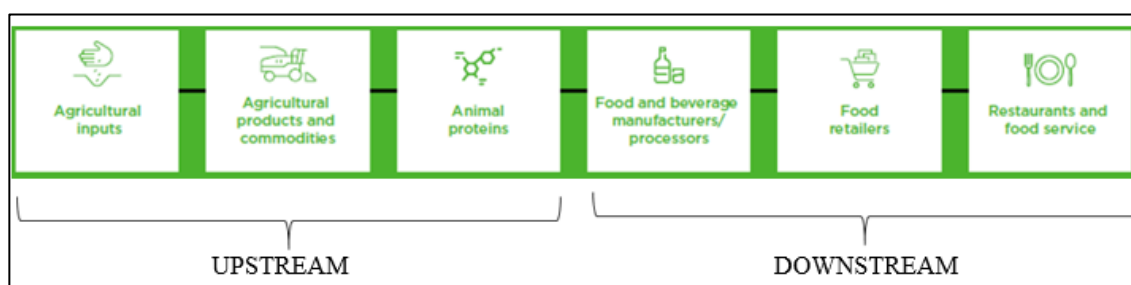 Agricultural
inputs
Agricultural
products and
commodities
Animal
proteins
Food and beverage
manufacturers/
processors
Food
retailers
Restaurants and
food service
UPSTREAM
DOWNSTREAM